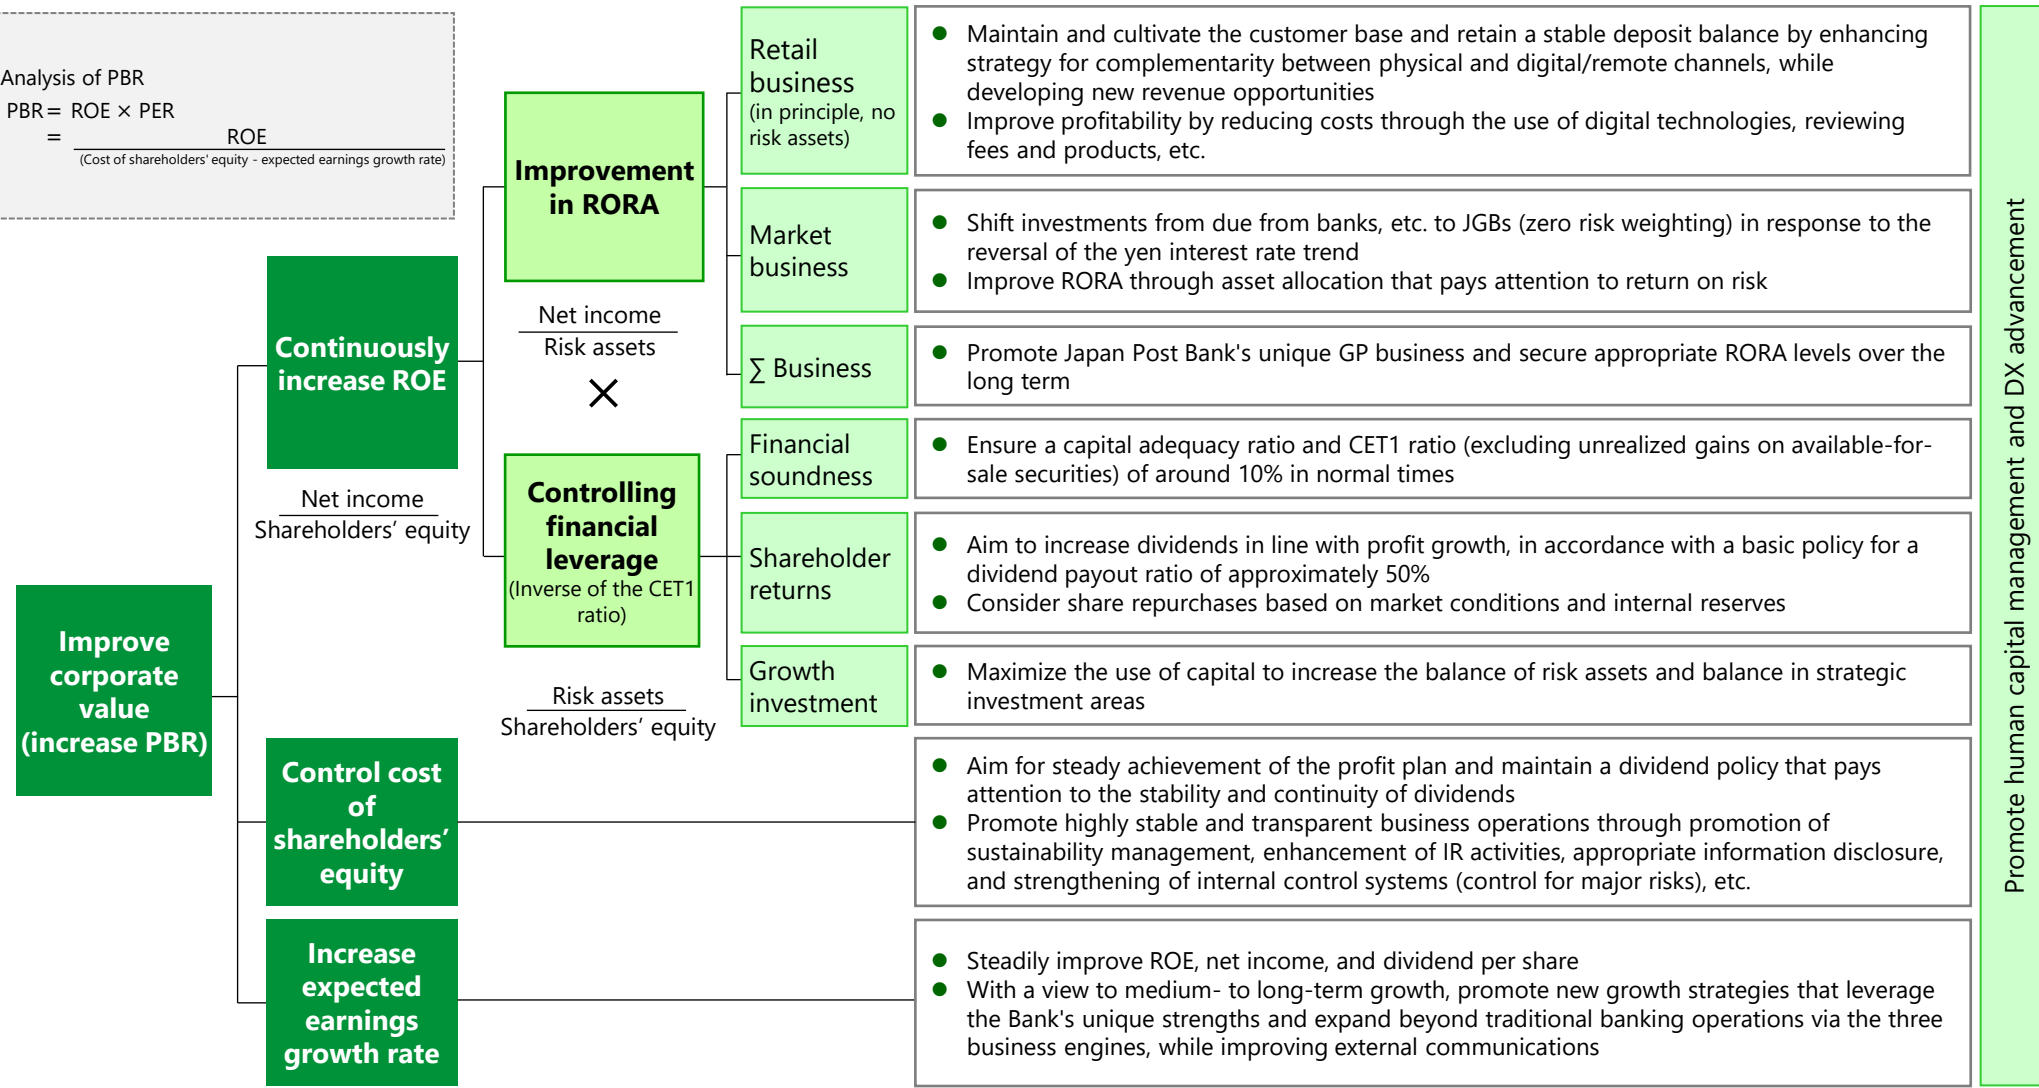 Analysis of PBR
PBR = ROE × PER
= ROE
(Cost of shareholders' equity - expected earnings growth rate)
Improve
corporate
value
(increase PBR)
Continuously
increase ROE
Net income
Shareholders' equity
Improvement
in RORA
Net income
Risk assets
×
Controlling
financial
leverage
(Inverse of the CET1
ratio)
Risk assets
Shareholders' equity
Retail
business
(in principle, no
risk assets)
● Maintain and cultivate the customer base and retain a stable deposit balance by enhancing
strategy for complementarity between physical and digital/remote channels, while
developing new revenue opportunities
● Improve profitability by reducing costs through the use of digital technologies, reviewing
fees and products, etc.
Market
business
● Shift investments from due from banks, etc. to JGBs (zero risk weighting) in response to the
reversal of the yen interest rate trend
● Improve RORA through asset allocation that pays attention to return on risk
∑ Business
● Promote Japan Post Bank's unique GP business and secure appropriate RORA levels over the
long term
Financial
soundness
● Ensure a capital adequacy ratio and CET1 ratio (excluding unrealized gains on available-for-
sale securities) of around 10% in normal times
Shareholder
returns
● Aim to increase dividends in line with profit growth, in accordance with a basic policy for a
dividend payout ratio of approximately 50%
● Consider share repurchases based on market conditions and internal reserves
Growth
investment
● Maximize the use of capital to increase the balance of risk assets and balance in strategic
investment areas
Control cost
of
shareholders'
equity
● Aim for steady achievement of the profit plan and maintain a dividend policy that pays
attention to the stability and continuity of dividends
● Promote highly stable and transparent business operations through promotion of
sustainability management, enhancement of IR activities, appropriate information disclosure,
and strengthening of internal control systems (control for major risks), etc.
Increase
expected
earnings
growth rate
● Steadily improve ROE, net income, and dividend per share
● With a view to medium- to long-term growth, promote new growth strategies that leverage
the Bank's unique strengths and expand beyond traditional banking operations via the three
business engines, while improving external communications
Promote human capital management and DX advancement